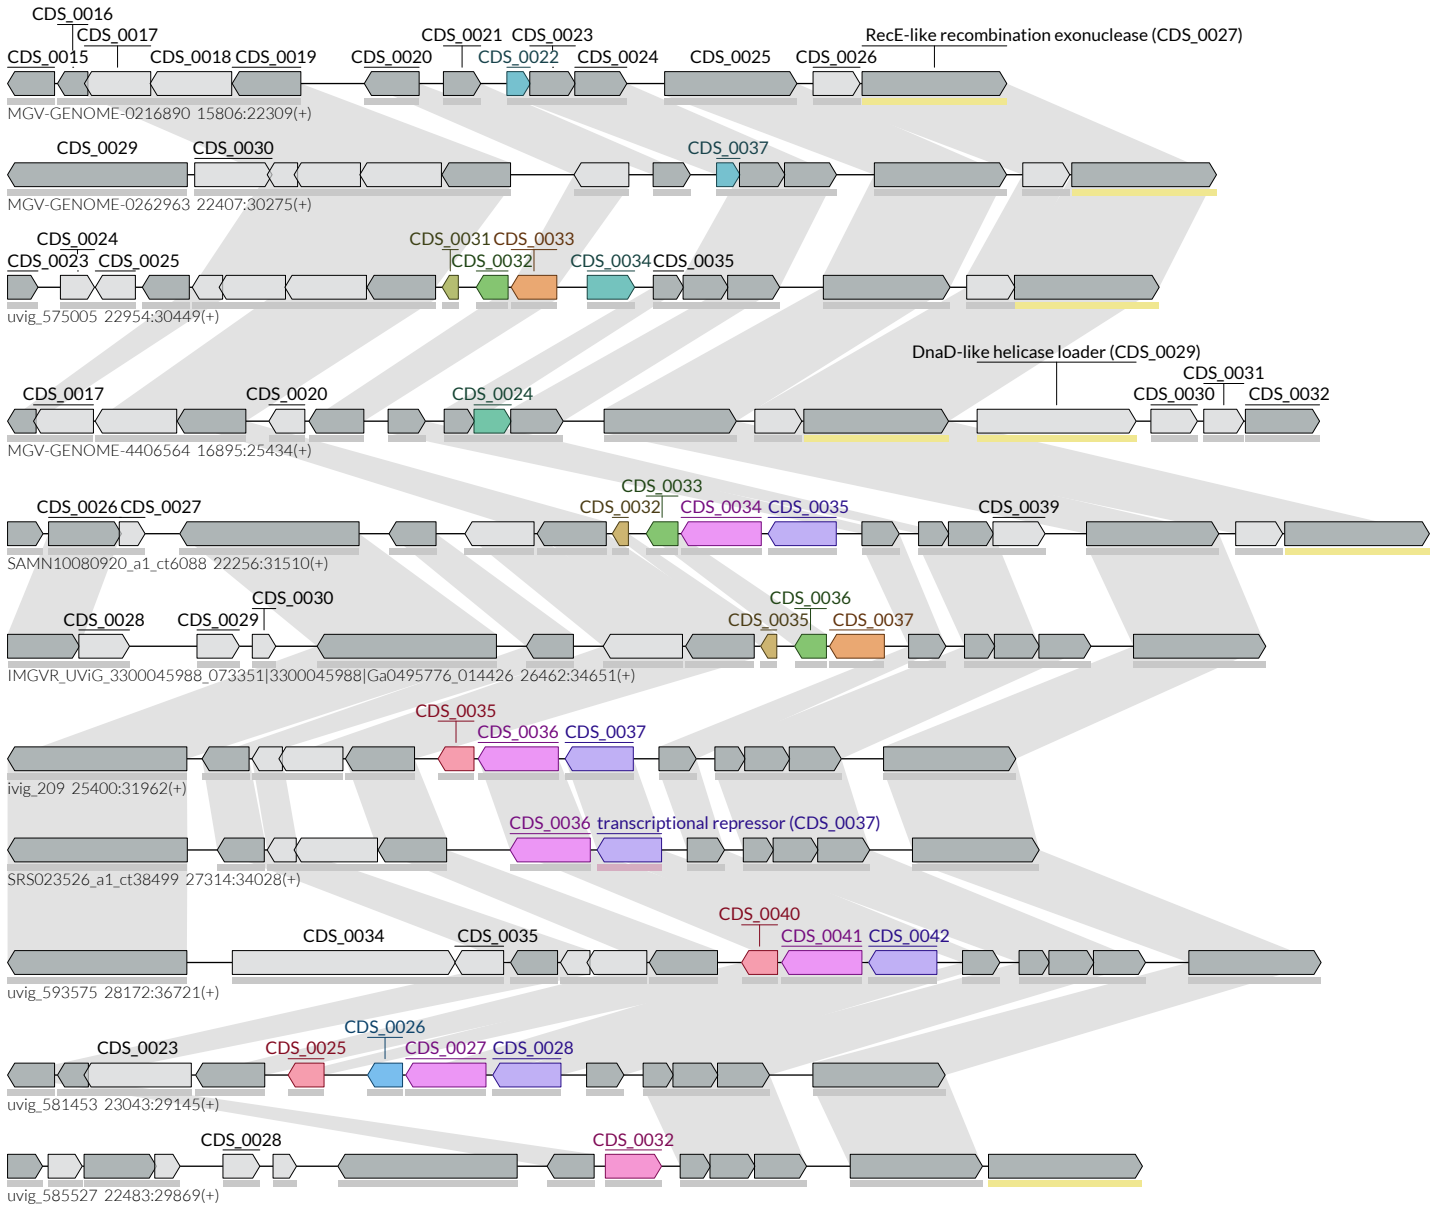 CDS_0016
CDS_0017 CDS_0021 CDS_0023 RecE-like recombination exonuclease (CDS_0027)
CDS_0015 CDS_0018 CDS_0019 CDS_0020 CDS_0022 CDS_0024 CDS_0025 CDS_0026
MGV-GENOME-0216890 15806:22309(+)
CDS_0029 CDS_0030 CDS_0037
MGV-GENOME-0262963 22407:30275(+)
CDS_0024 CDS_0031 CDS_0033
CDS_0023 CDS_0025 CDS_0032 CDS_0034 CDS_0035
uvig_575005 22954:30449(+)
DnaD-like helicase loader (CDS_0029)
CDS_0031
CDS_0017 CDS_0020 CDS_0024 CDS_0030 CDS_0032
MGV-GENOME-4406564 16895:25434(+)
CDS_0033
CDS_0026 CDS_0027 CDS_0032 CDS_0034 CDS_0035 CDS_0039
SAMN10080920_a1_ct6088 22256:31510(+)
CDS_0030 CDS_0036
CDS_0028 CDS_0029 CDS_0035 CDS_0037
IMGVR_UViG_3300045988_073351|3300045988|Ga0495776_014426 26462:34651(+)
CDS_0035
CDS_0036 CDS_0037
ivig_209 25400:31962(+)
CDS_0036 transcriptional repressor (CDS_0037)
SRS023526_a1_ct38499 27314:34028(+)
CDS_0040
CDS_0034 CDS_0035 CDS_0041 CDS_0042
uvig_593575 28172:36721(+)
CDS_0026
CDS_0023 CDS_0025 CDS_0027 CDS_0028
uvig_581453 23043:29145(+)
CDS_0028 CDS_0032
uvig_585527 22483:29869(+)